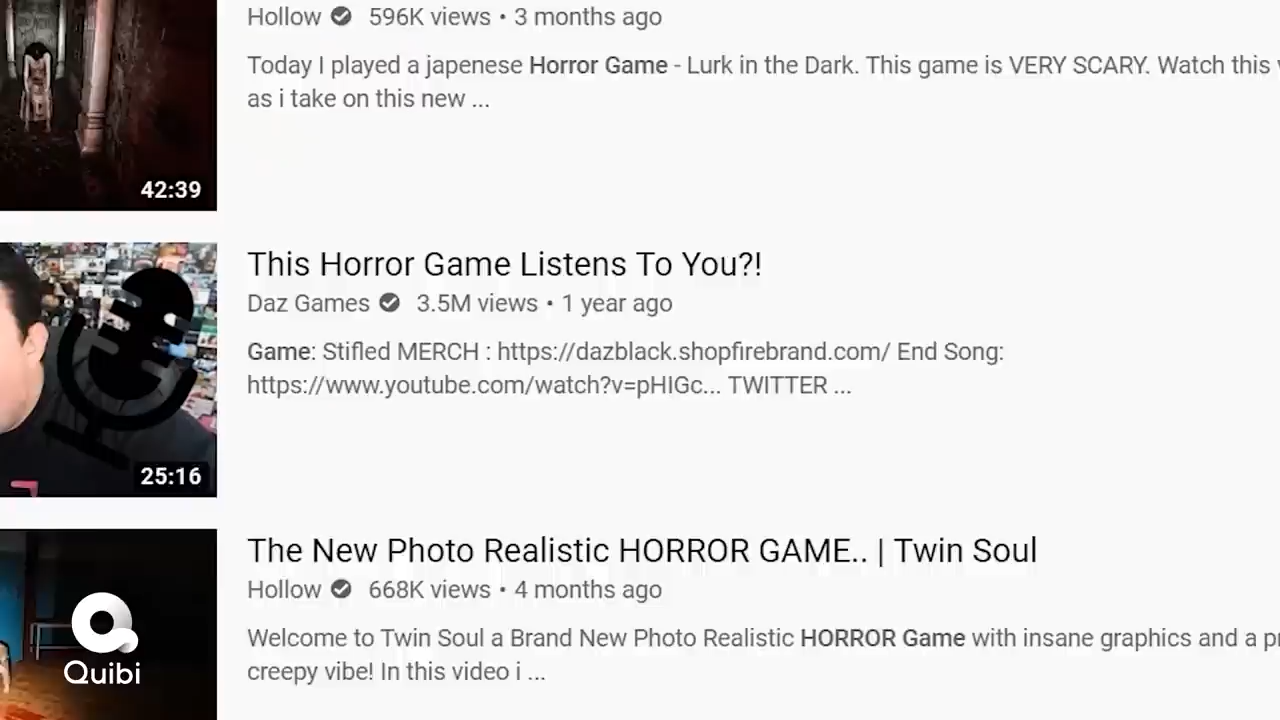 Hollow 596K views • 3 months ago
Today I played a japenese Horror Game - Lurk in the Dark. This game is VERY SCARY. Watch this
as i take on this new ...
42:39
This Horror Game Listens To You?!
Daz Games 3.5M views • 1 year ago
Game: Stifled MERCH : https://dazblack.shopfirebrand.com/ End Song:
https://www.youtube.com/watch?v=pHIGc... TWITTER ...
25:16
The New Photo Realistic HORROR GAME.. | Twin Soul
Hollow 668K views • 4 months ago
Welcome to Twin Soul a Brand New Photo Realistic HORROR Game with insane graphics and a
creepy vibe! In this video i ...
Quibi